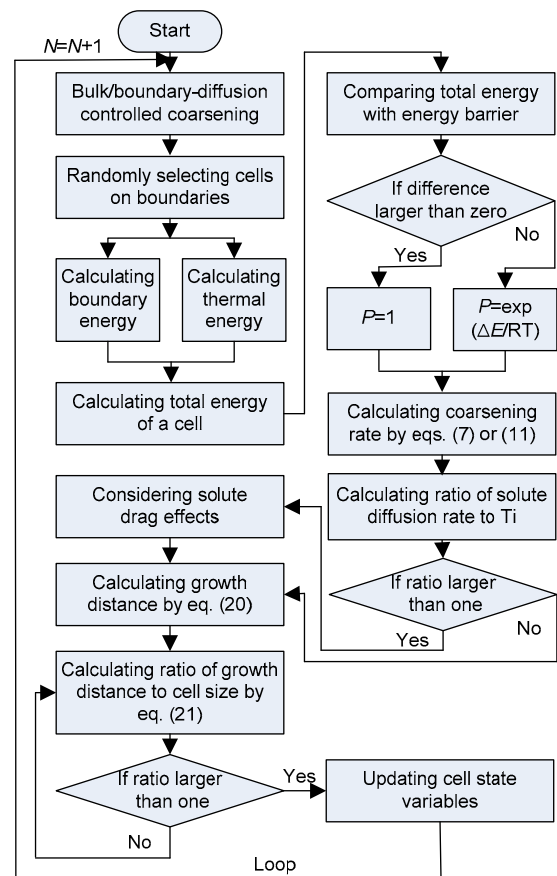 Start
N=N+1
Bulk/boundary-diffusion
controlled coarsening
Randomly selecting cells
on boundaries
Calculating
boundary
energy
Calculating
thermal
energy
Calculating total energy
of a cell
Comparing total energy
with energy barrier
If difference
larger than zero
Yes
No
P=1
P=exp
(ΔE/RT)
Calculating coarsening
rate by eqs. (7) or (11)
Calculating ratio of solute
diffusion rate to Ti
If ratio larger
than one
Yes
No
Considering solute
drag effects
Calculating growth
distance by eq. (20)
Calculating ratio of growth
distance to cell size by
eq. (21)
If ratio larger
than one
Yes
No
Updating cell state
variables
Loop